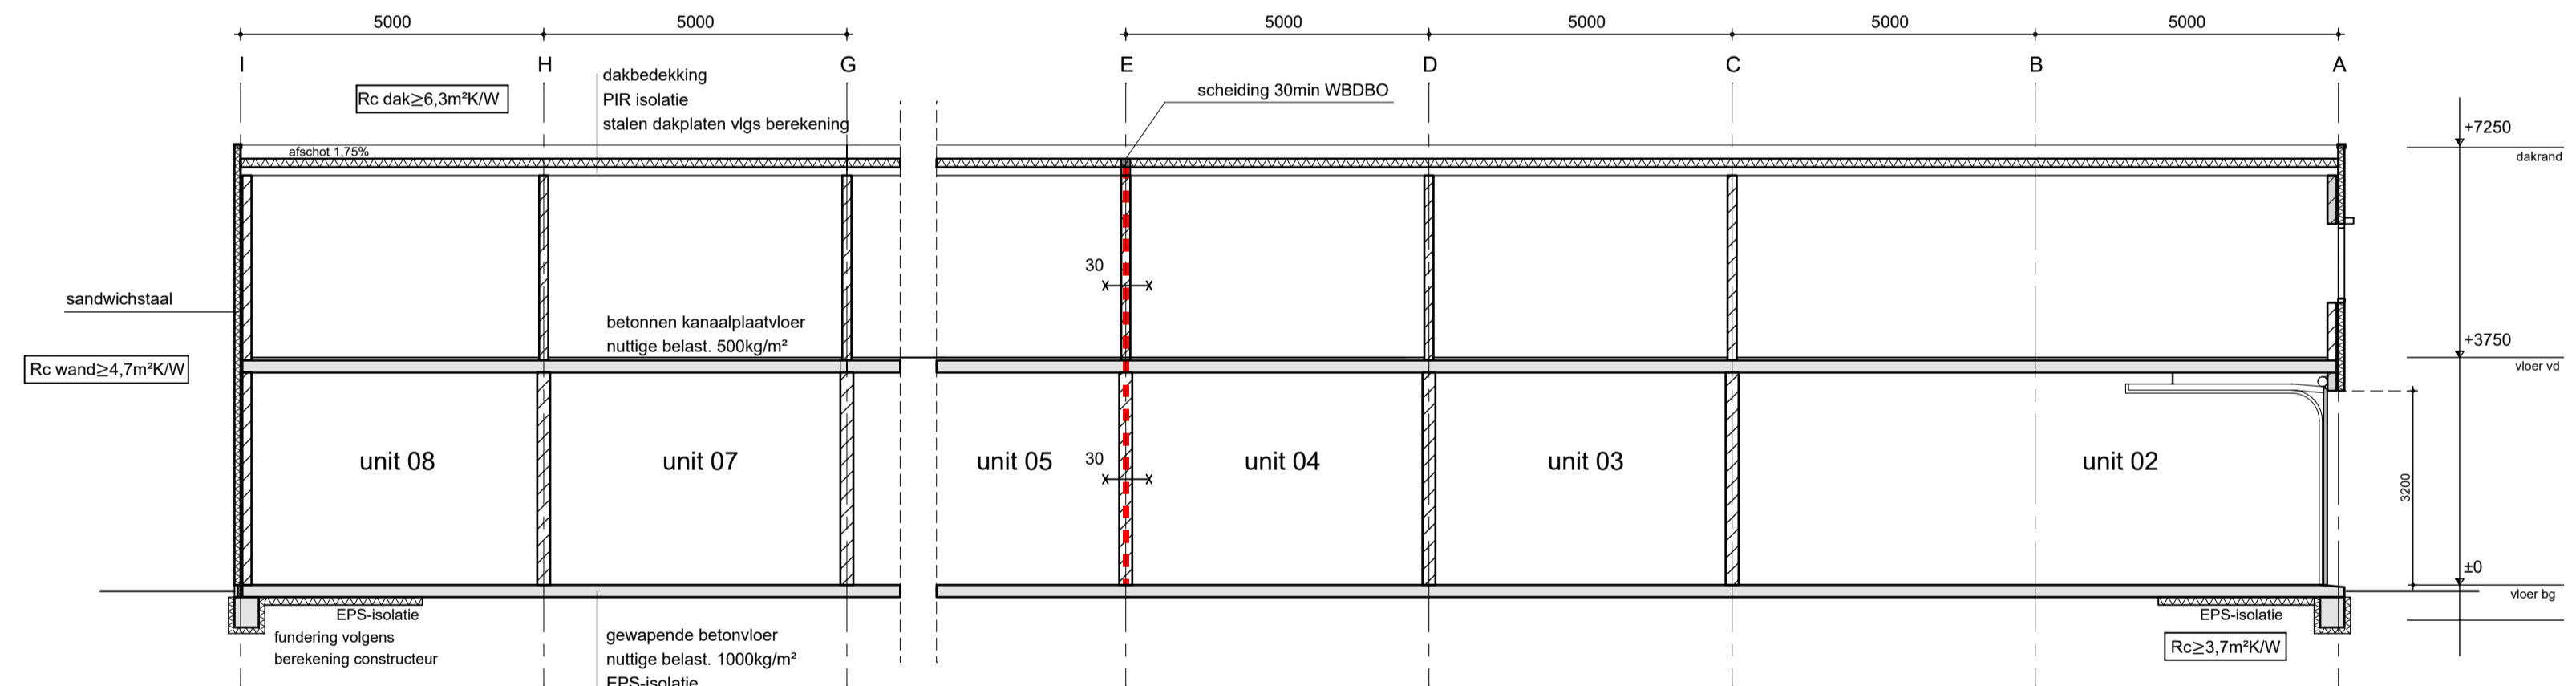 5000 5000 5000 5000 5000 5000
I H G E D C B A
dakbedekking
PIR isolatie
stalen dakplaten vlgs berekening
Rc dak≥6,3m²K/W
scheiding 30min WBDBO
afschot 1,75%
+7250
dakrand
sandwichstaal
30
betonnen kanaalplaatvloer
nuttige belast. 500kg/m²
Rc wand≥4,7m²K/W
+3750
vloer vd
unit 08 unit 07 unit 05 30 unit 04 unit 03 unit 02
3200
±0
vloer bg
EPS-isolatie
fundering volgens
berekening constructeur
gewapende betonvloer
nuttige belast. 1000kg/m²
EPS-isolatie
EPS-isolatie
Rc≥3,7m²K/W